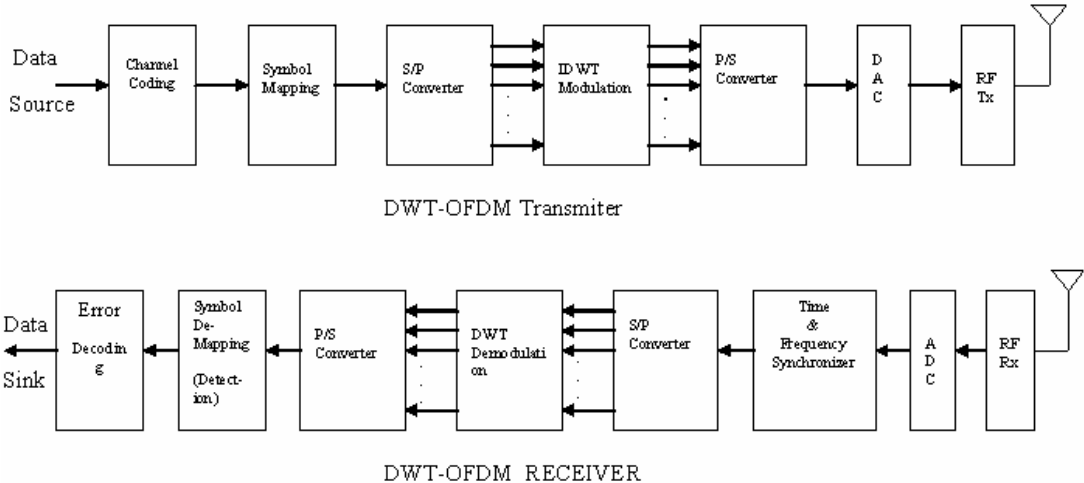 Data
Source
Channel
Coding
Symbol
Mapping
S/P
Converter
IDWT
Modulation
P/S
Converter
D
A
C
RF
Tx
DWT-OFDM Transmiter
Data
Sink
Error
Decodin
g
Symbol
De-
Mapping
(Detect-
ion)
P/S
Converter
DWT
Demodulati
on
S/P
Converter
Time
&
Frequency
Synchronizer
A
D
C
RF
Rx
DWT-OFDM RECEIVER